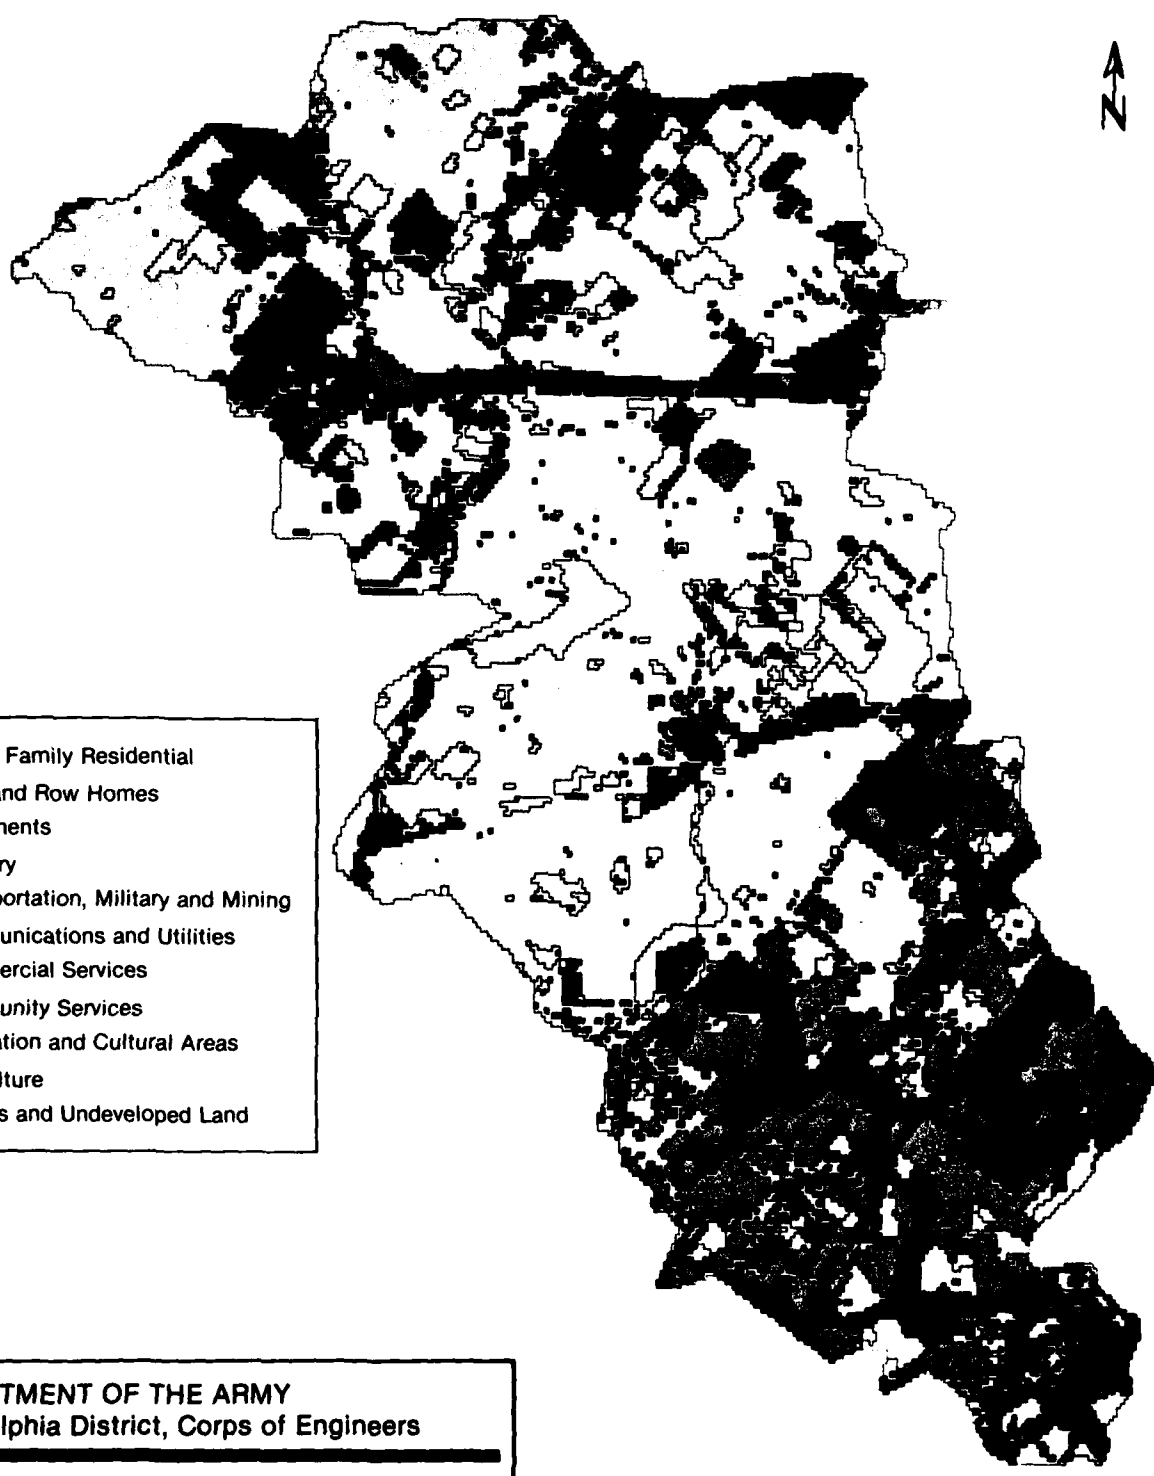 N
Family Residential
and Row Homes
nents
ry
portation, Military and Mining
unications and Utilities
ercial Services
unity Services
ation and Cultural Areas
lture
s and Undeveloped Land
TMENT OF THE ARMY
lphia District, Corps of Engineers